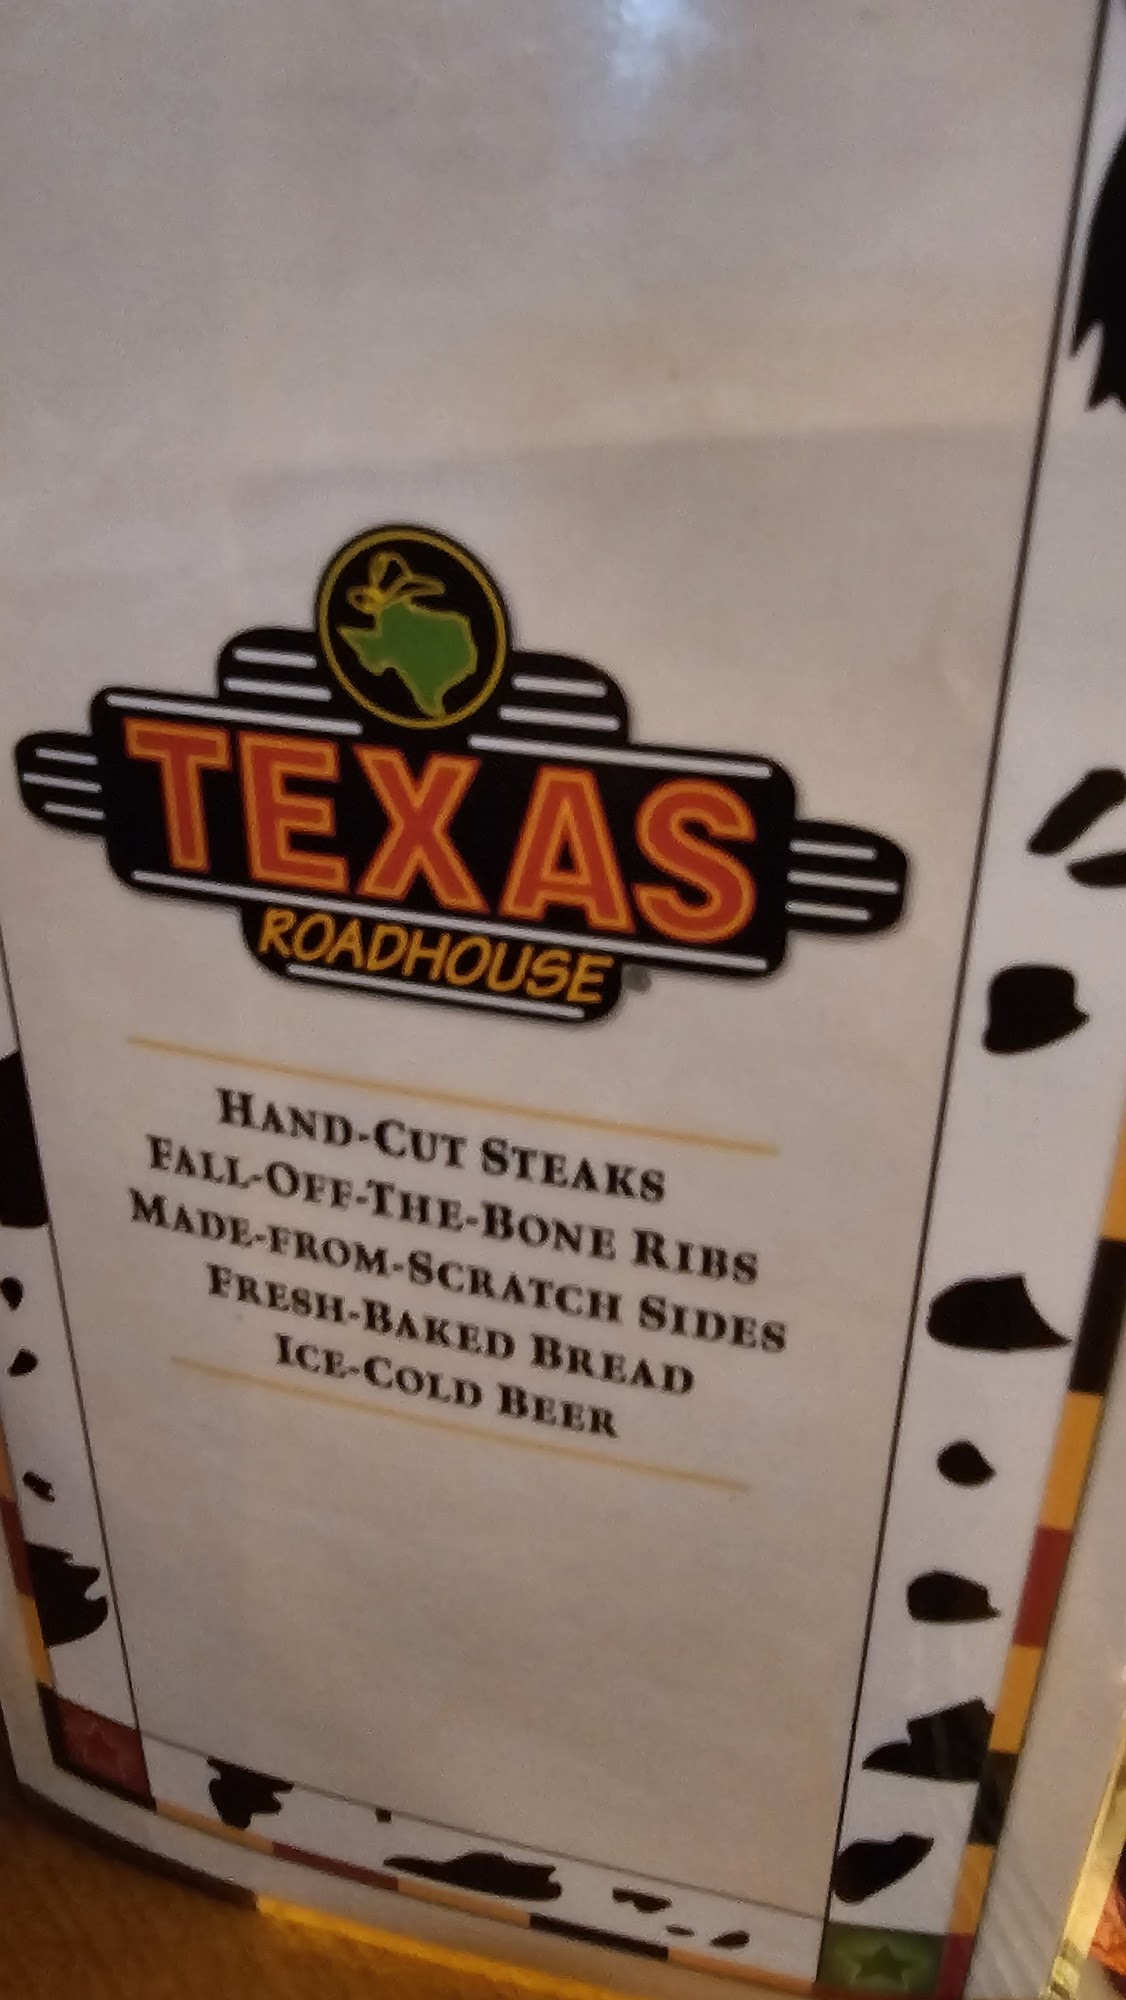 TEXAS
ROADHOUSE
HAND-CUT STEAKS
FALL-OFF-THE-BONE RIBS
MADE-FROM-SCRATCH SIDES
FRESH-BAKED BREAD
ICE-COLD BEER